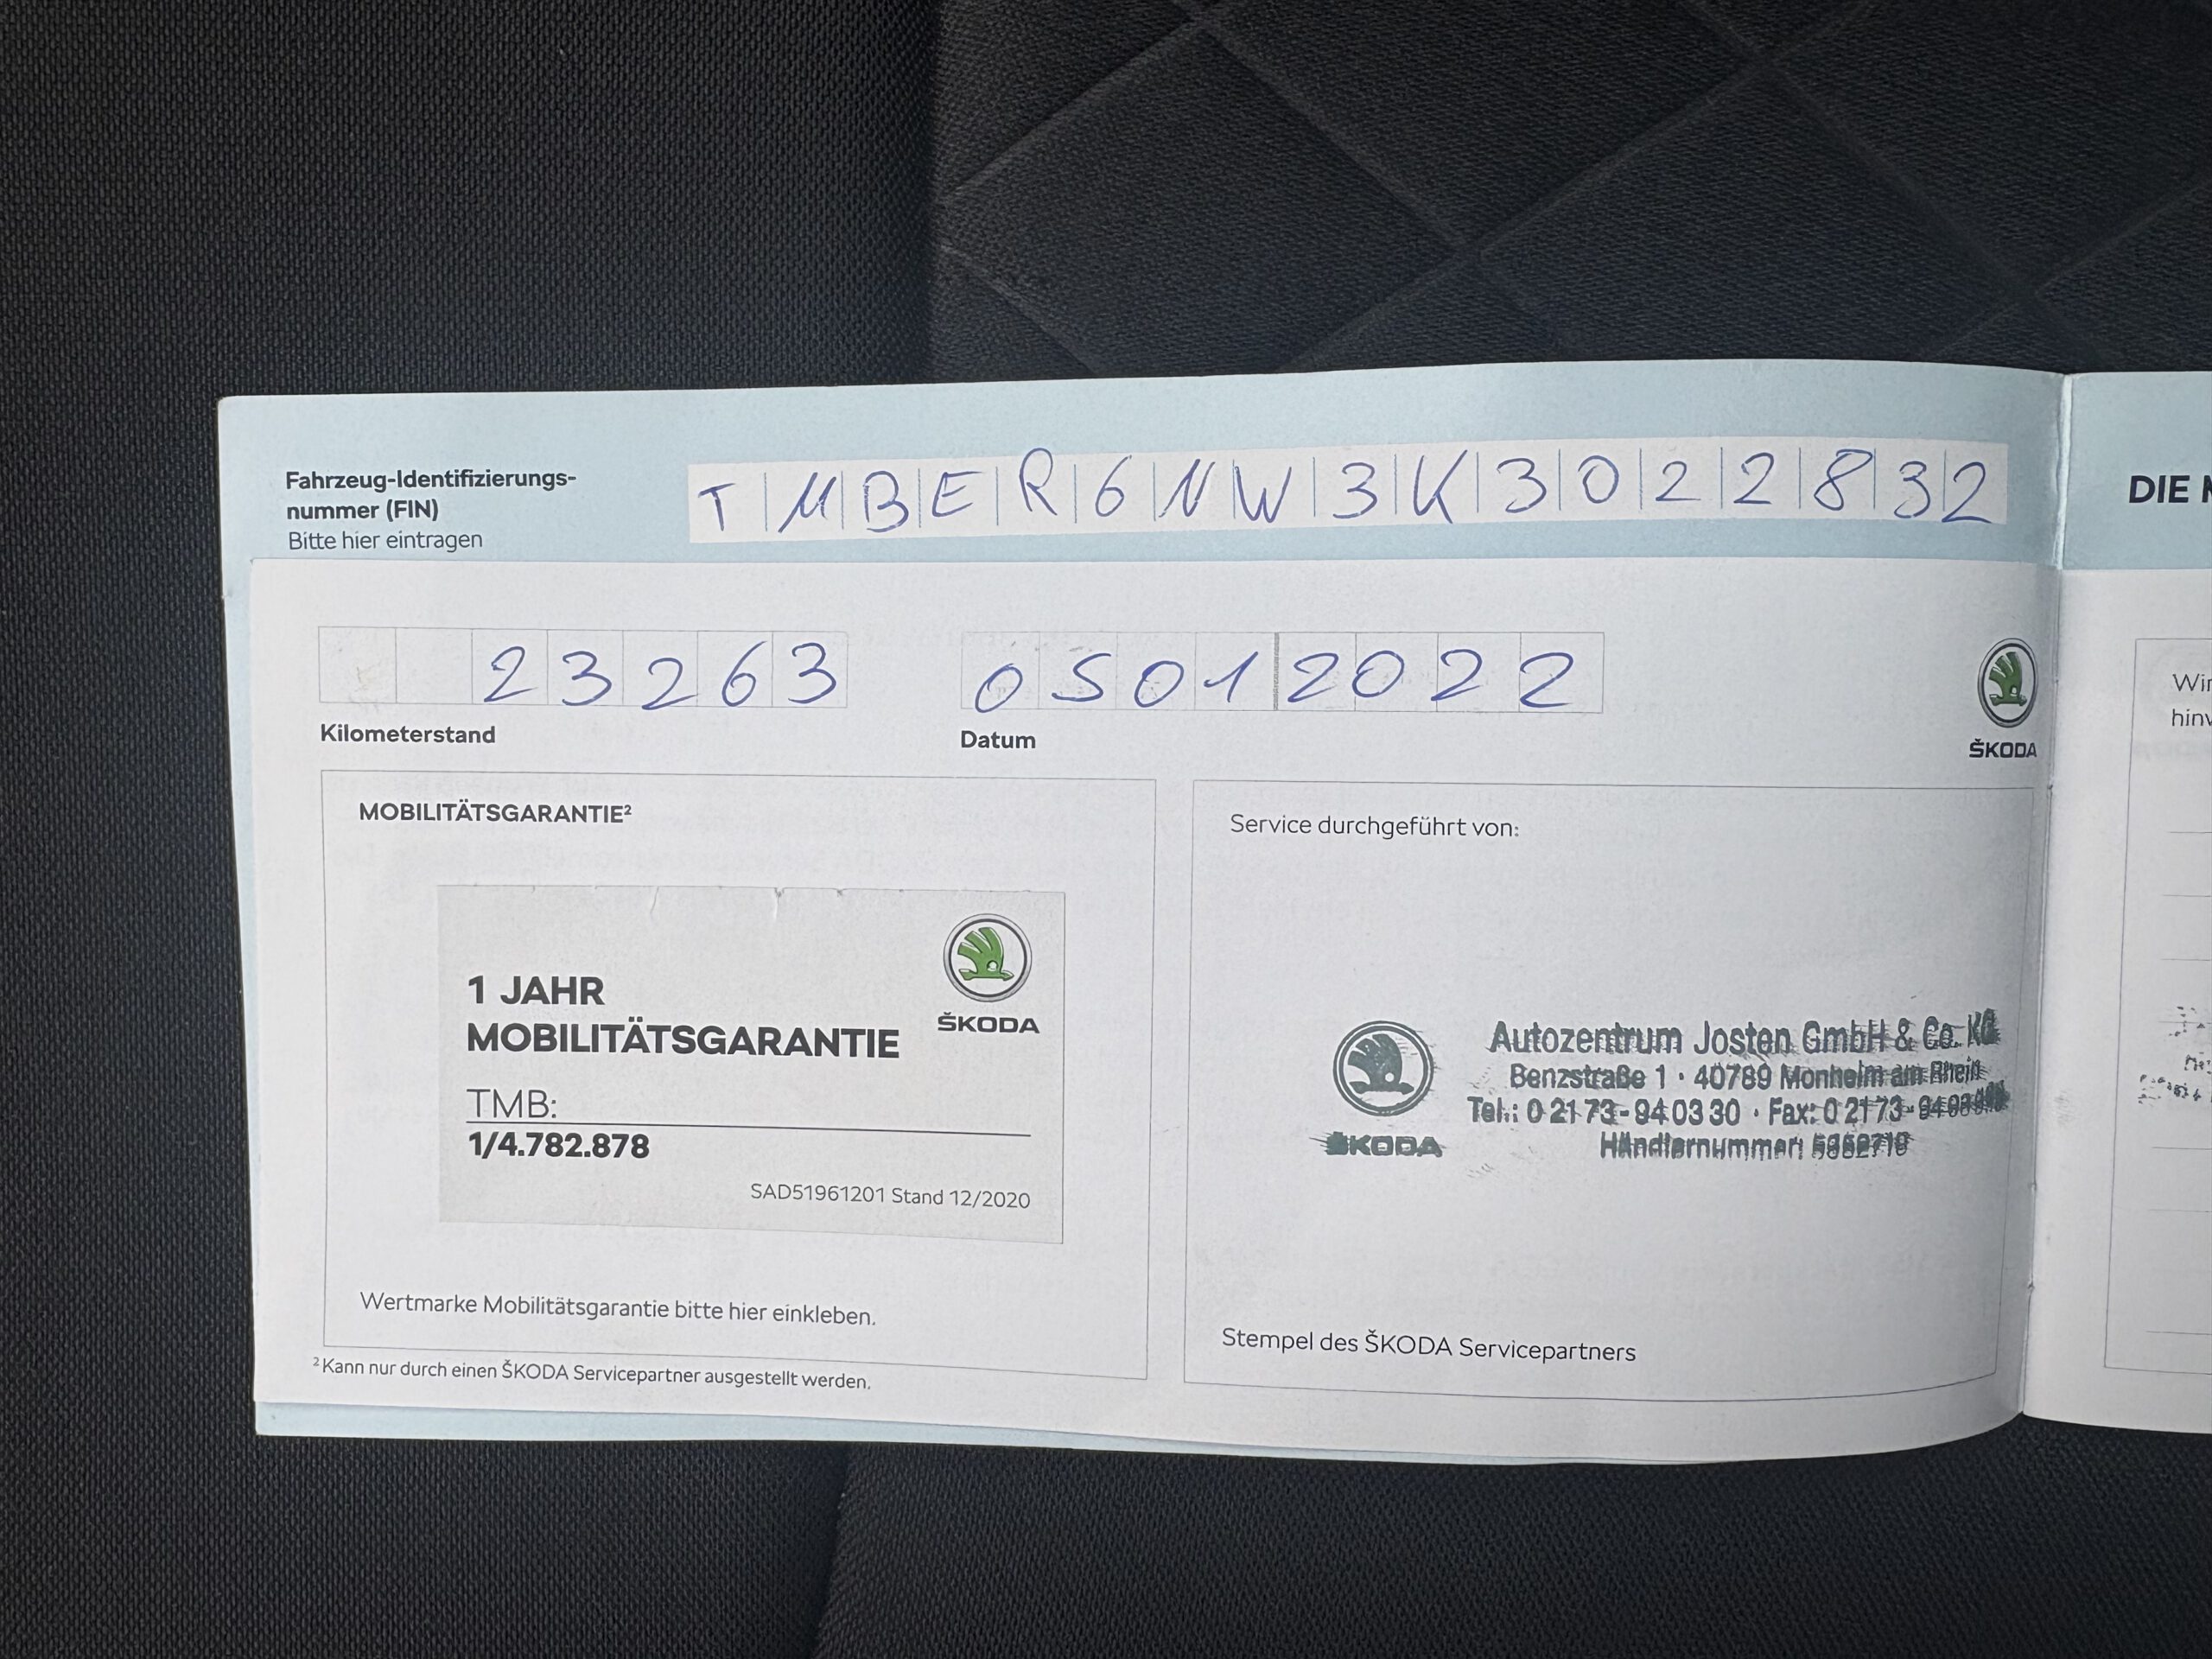 Fahrzeug-Identifizierungs-
nummer (FIN)
Bitte hier eintragen
TMBER6NW3K3022832
DIE
23263
Kilometerstand
05012022
Datum
ŠKODA
MOBILITÄTSGARANTIE²
1 JAHR
MOBILITÄTSGARANTIE
ŠKODA
TMB:
1/4.782.878
SAD51961201 Stand 12/2020
Wertmarke Mobilitätsgarantie bitte hier einkleben.
² Kann nur durch einen ŠKODA Servicepartner ausgestellt werden.
Service durchgeführt von:
Autozentrum Josten GmbH & Co. KG
Benzstraße 1 · 40789 Monheim am Rhein
Tel.: 0 21 73 - 94 03 30 · Fax: 0 21 73 -
ŠKODA
Händlernummer:
Stempel des ŠKODA Servicepartners